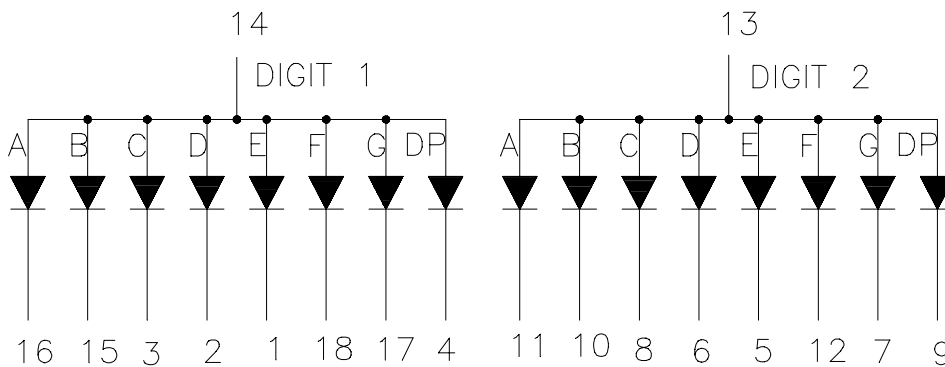 14 13
DIGIT 1 DIGIT 2
A B C D E F G DP A B C D E F G DP
16 15 3 2 1 18 17 4 11 10 8 6 5 12 7 9